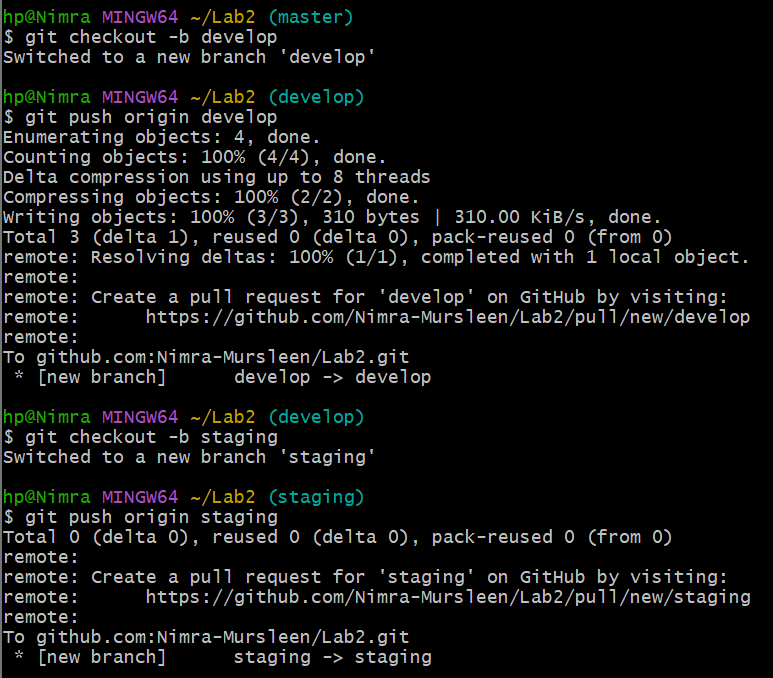 hp@Nimra MINGW64 ~/Lab2 (master)
$ git checkout -b develop
Switched to a new branch 'develop'

hp@Nimra MINGW64 ~/Lab2 (develop)
$ git push origin develop
Enumerating objects: 4, done.
Counting objects: 100% (4/4), done.
Delta compression using up to 8 threads
Compressing objects: 100% (2/2), done.
Writing objects: 100% (3/3), 310 bytes | 310.00 KiB/s, done.
Total 3 (delta 1), reused 0 (delta 0), pack-reused 0 (from 0)
remote: Resolving deltas: 100% (1/1), completed with 1 local object.
remote:
remote: Create a pull request for 'develop' on GitHub by visiting:
remote:      https://github.com/Nimra-Mursleen/Lab2/pull/new/develop
remote:
To github.com:Nimra-Mursleen/Lab2.git
 * [new branch]      develop -> develop

hp@Nimra MINGW64 ~/Lab2 (develop)
$ git checkout -b staging
Switched to a new branch 'staging'

hp@Nimra MINGW64 ~/Lab2 (staging)
$ git push origin staging
Total 0 (delta 0), reused 0 (delta 0), pack-reused 0 (from 0)
remote:
remote: Create a pull request for 'staging' on GitHub by visiting:
remote:      https://github.com/Nimra-Mursleen/Lab2/pull/new/staging
remote:
To github.com:Nimra-Mursleen/Lab2.git
 * [new branch]      staging -> staging